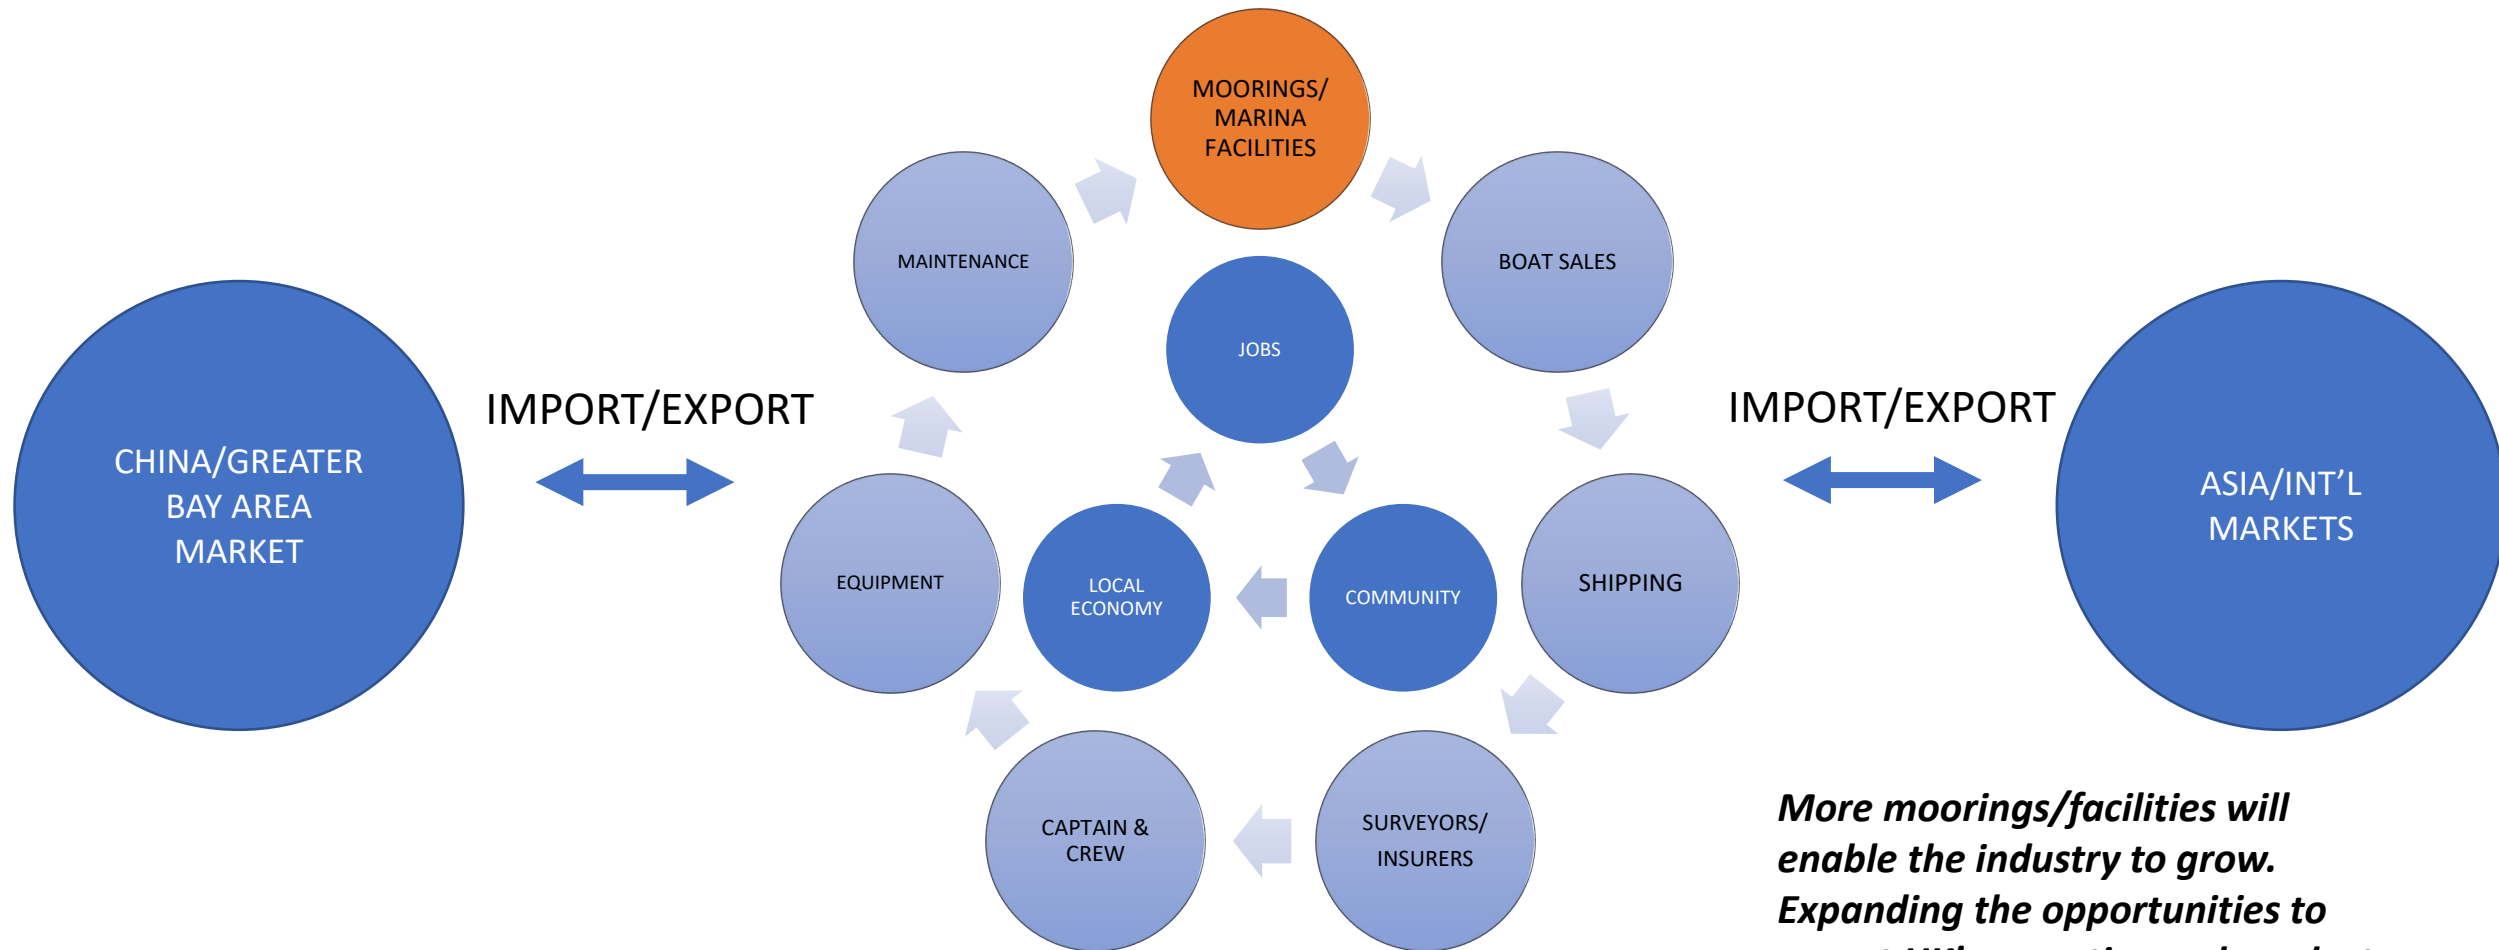 MOORINGS/
MARINA
FACILITIES
MAINTENANCE
BOAT SALES
JOBS
IMPORT/EXPORT
IMPORT/EXPORT
CHINA/GREATER
BAY AREA
MARKET
ASIA/INT’L
MARKETS
EQUIPMENT
LOCAL
ECONOMY
COMMUNITY
SHIPPING
CAPTAIN &
CREW
SURVEYORS/
INSURERS
More moorings/facilities will
enable the industry to grow.
Expanding the opportunities to